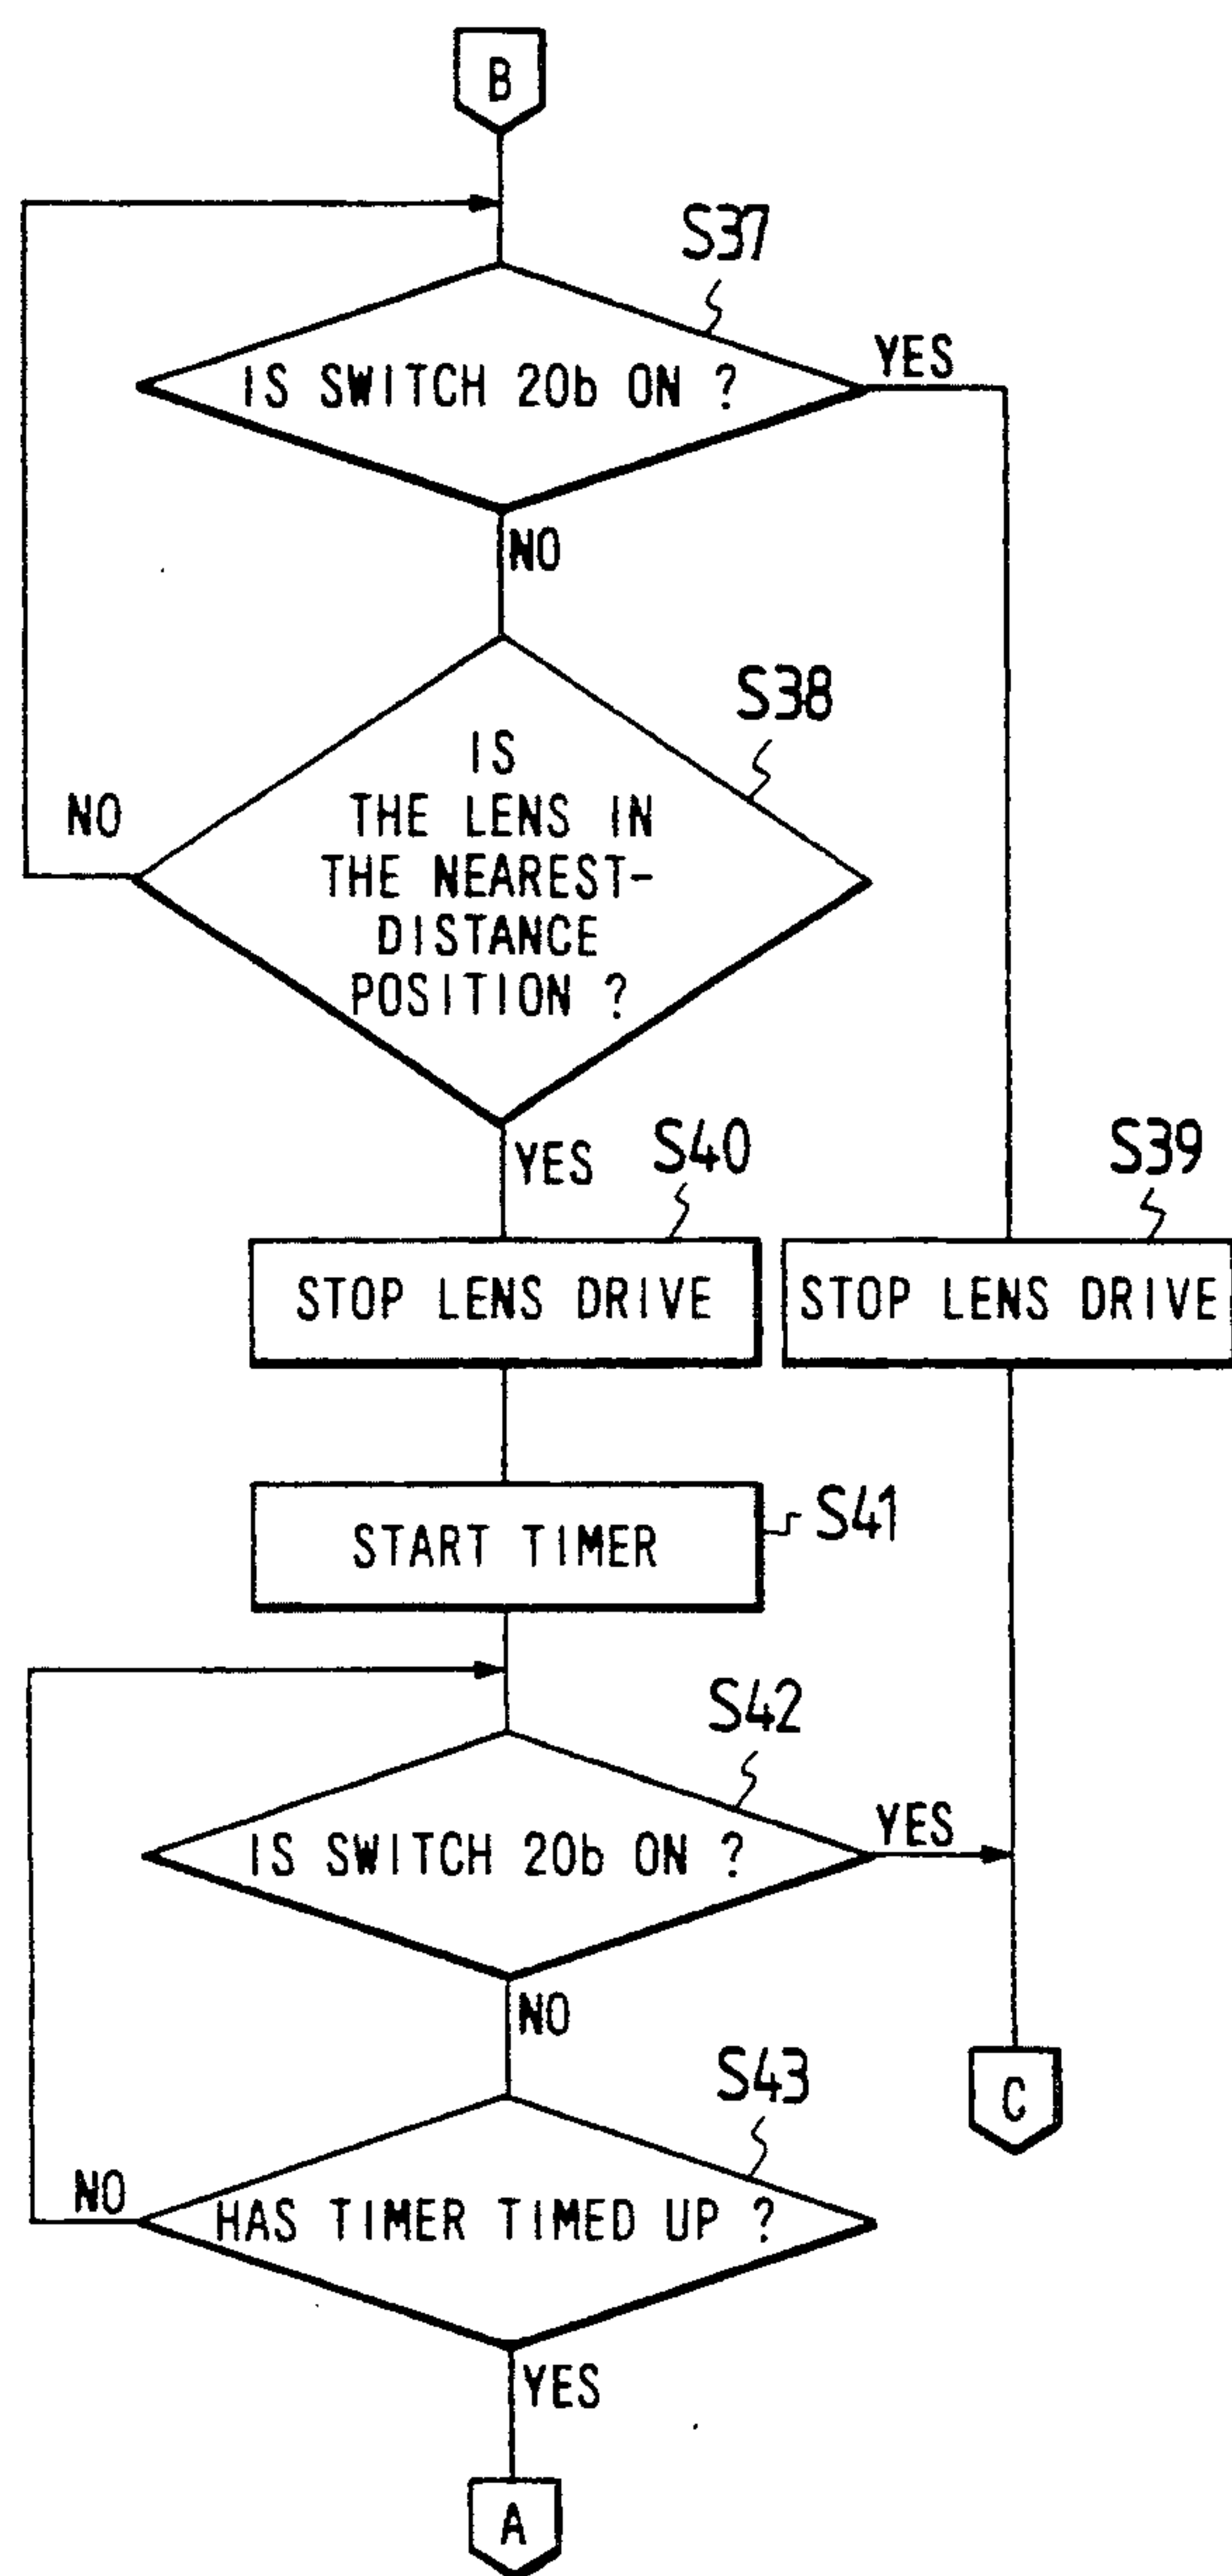 B
S37
IS SWITCH 20b ON ?
YES
NO
S38
IS
THE LENS IN
THE NEAREST-
DISTANCE
POSITION ?
NO
YES
S40
S39
STOP LENS DRIVE
STOP LENS DRIVE
START TIMER
S41
S42
IS SWITCH 20b ON ?
YES
NO
S43
C
HAS TIMER TIMED UP ?
NO
YES
A